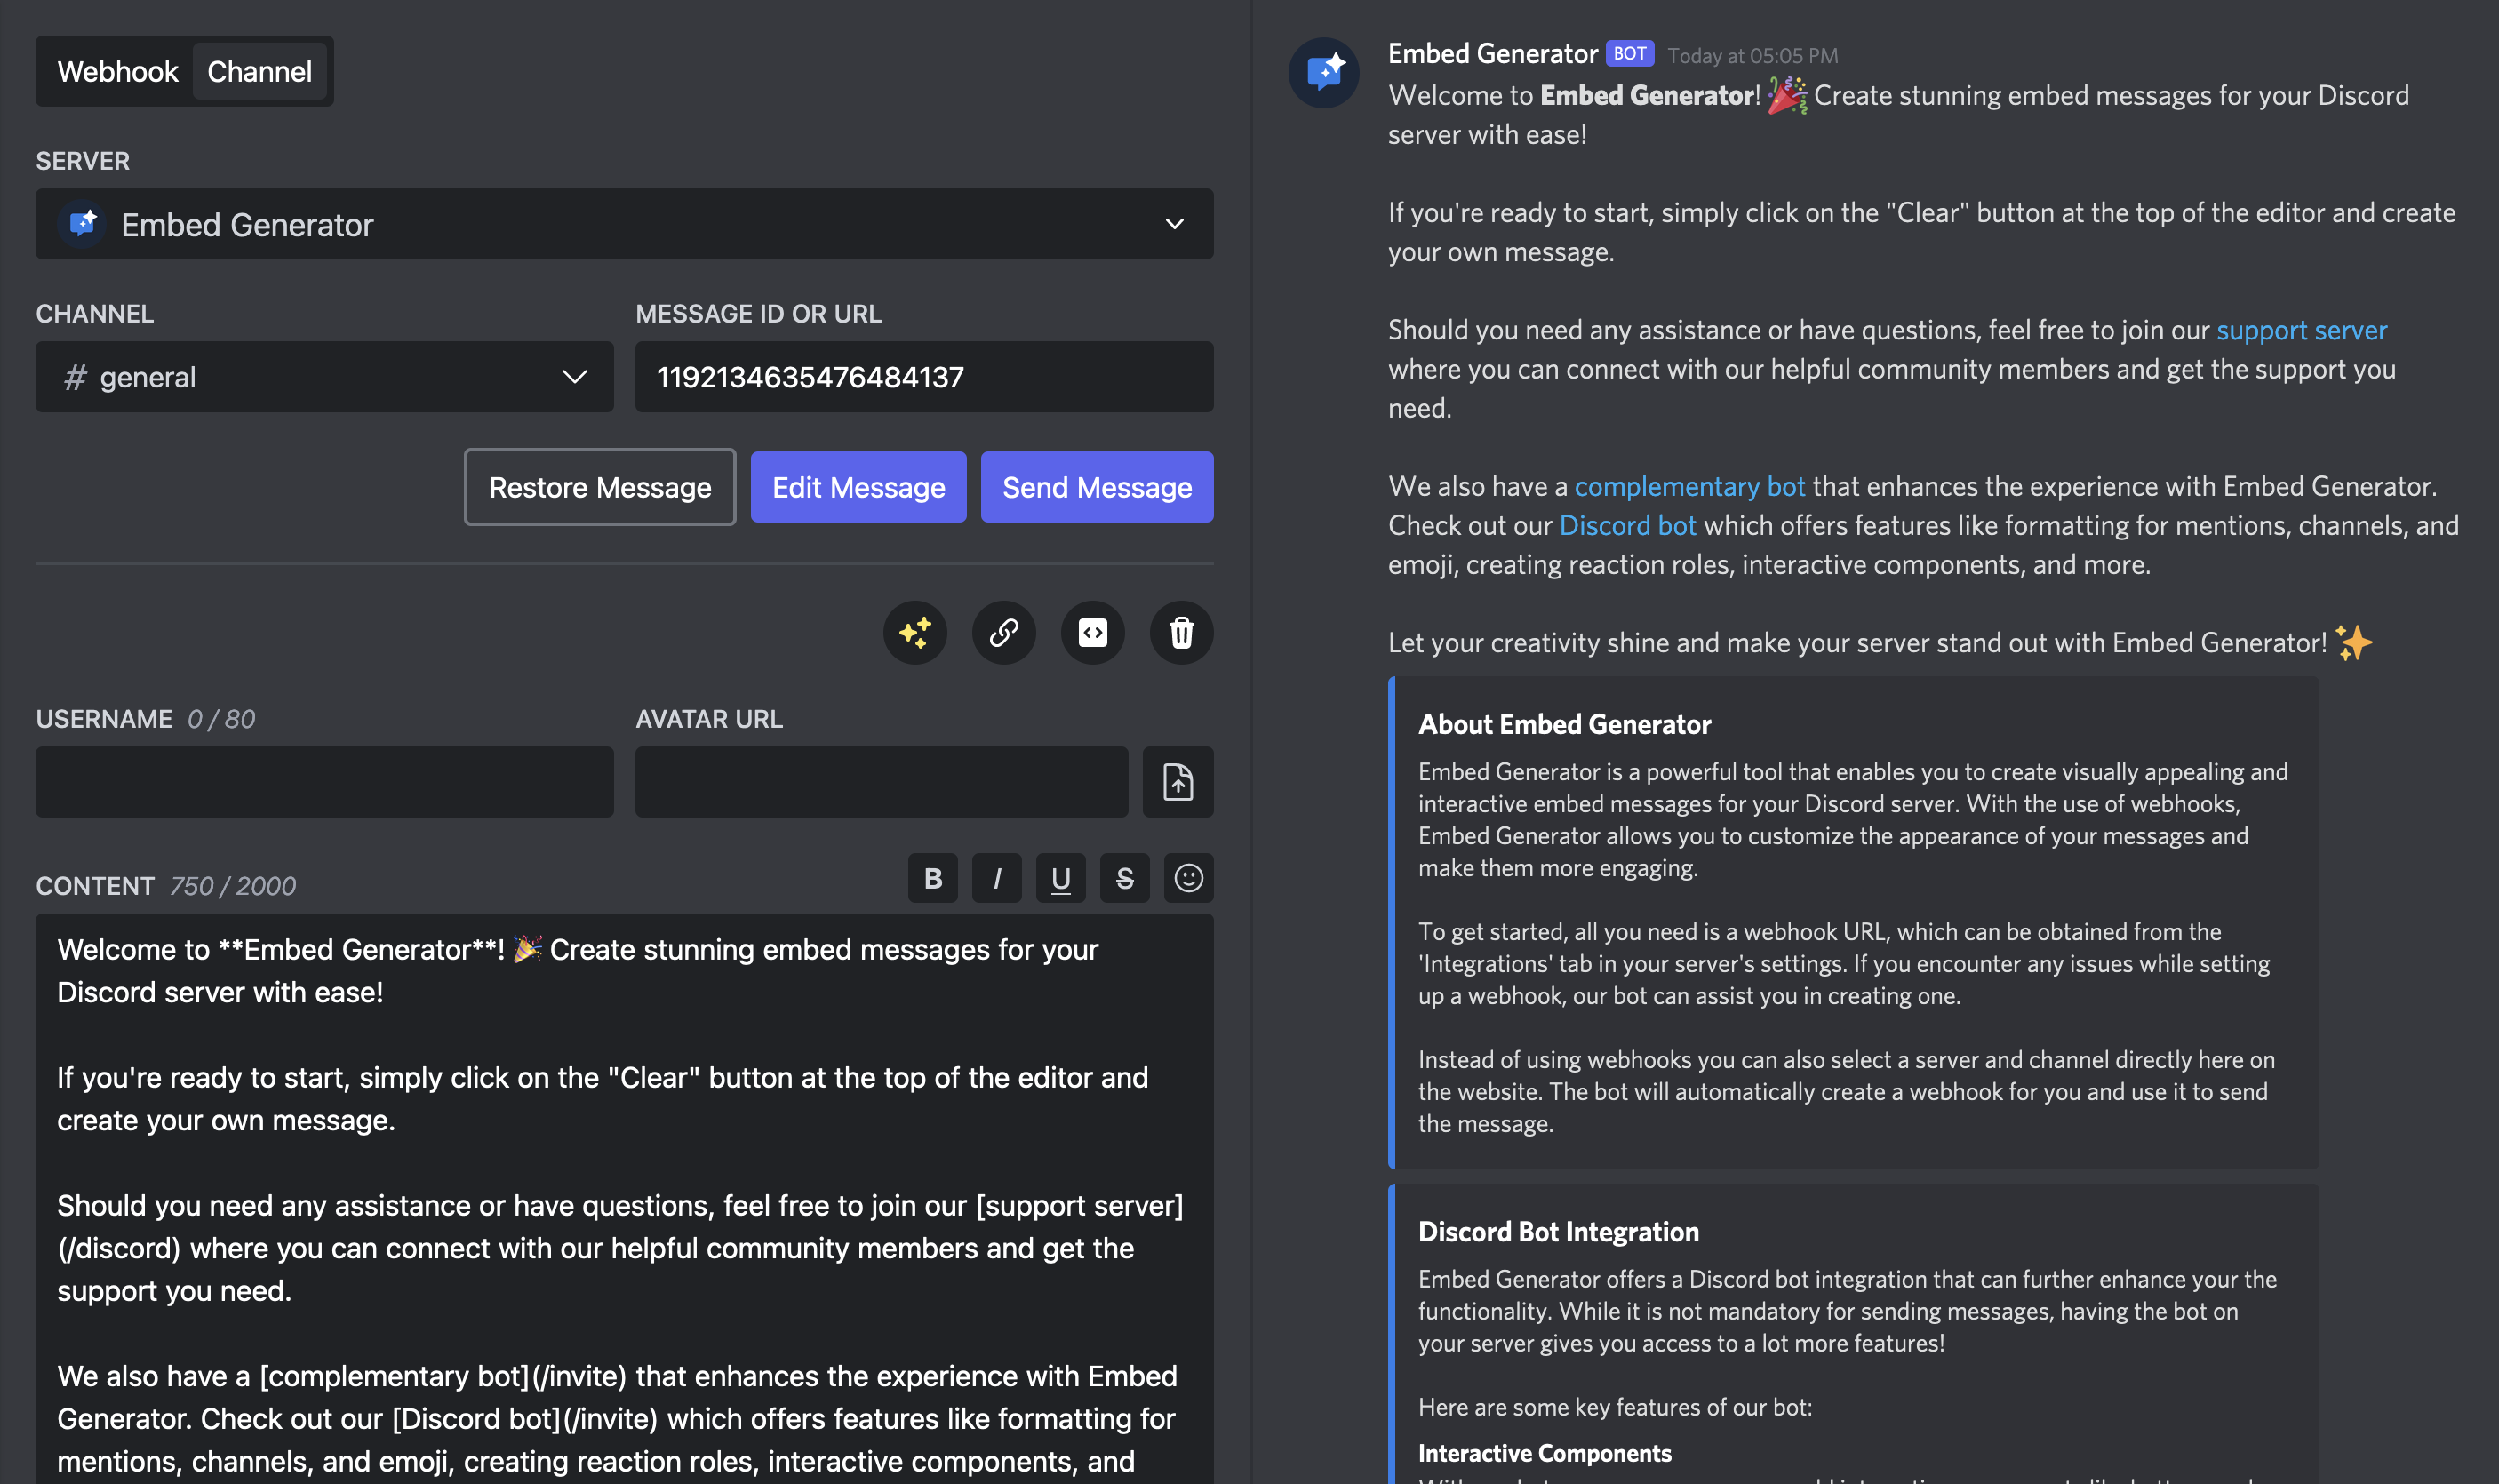 Webhook Channel
SERVER
Embed Generator
CHANNEL
# general
MESSAGE ID OR URL
1192134635476484137
Restore Message
Edit Message
Send Message
USERNAME 0 / 80
AVATAR URL
CONTENT 750 / 2000
B I U S
Welcome to **Embed Generator**! 🎉 Create stunning embed messages for your
Discord server with ease!
If you're ready to start, simply click on the "Clear" button at the top of the editor and
create your own message.
Should you need any assistance or have questions, feel free to join our [support server]
(/discord) where you can connect with our helpful community members and get the
support you need.
We also have a [complementary bot](/invite) that enhances the experience with Embed
Generator. Check out our [Discord bot](/invite) which offers features like formatting for
mentions, channels, and emoji, creating reaction roles, interactive components, and
Embed Generator BOT Today at 05:05 PM
Welcome to Embed Generator! 🎉 Create stunning embed messages for your Discord
server with ease!
If you're ready to start, simply click on the "Clear" button at the top of the editor and create
your own message.
Should you need any assistance or have questions, feel free to join our support server
where you can connect with our helpful community members and get the support you
need.
We also have a complementary bot that enhances the experience with Embed Generator.
Check out our Discord bot which offers features like formatting for mentions, channels, and
emoji, creating reaction roles, interactive components, and more.
Let your creativity shine and make your server stand out with Embed Generator! ✨
About Embed Generator
Embed Generator is a powerful tool that enables you to create visually appealing and
interactive embed messages for your Discord server. With the use of webhooks,
Embed Generator allows you to customize the appearance of your messages and
make them more engaging.
To get started, all you need is a webhook URL, which can be obtained from the
'Integrations' tab in your server's settings. If you encounter any issues while setting
up a webhook, our bot can assist you in creating one.
Instead of using webhooks you can also select a server and channel directly here on
the website. The bot will automatically create a webhook for you and use it to send
the message.
Discord Bot Integration
Embed Generator offers a Discord bot integration that can further enhance your the
functionality. While it is not mandatory for sending messages, having the bot on
your server gives you access to a lot more features!
Here are some key features of our bot:
Interactive Components